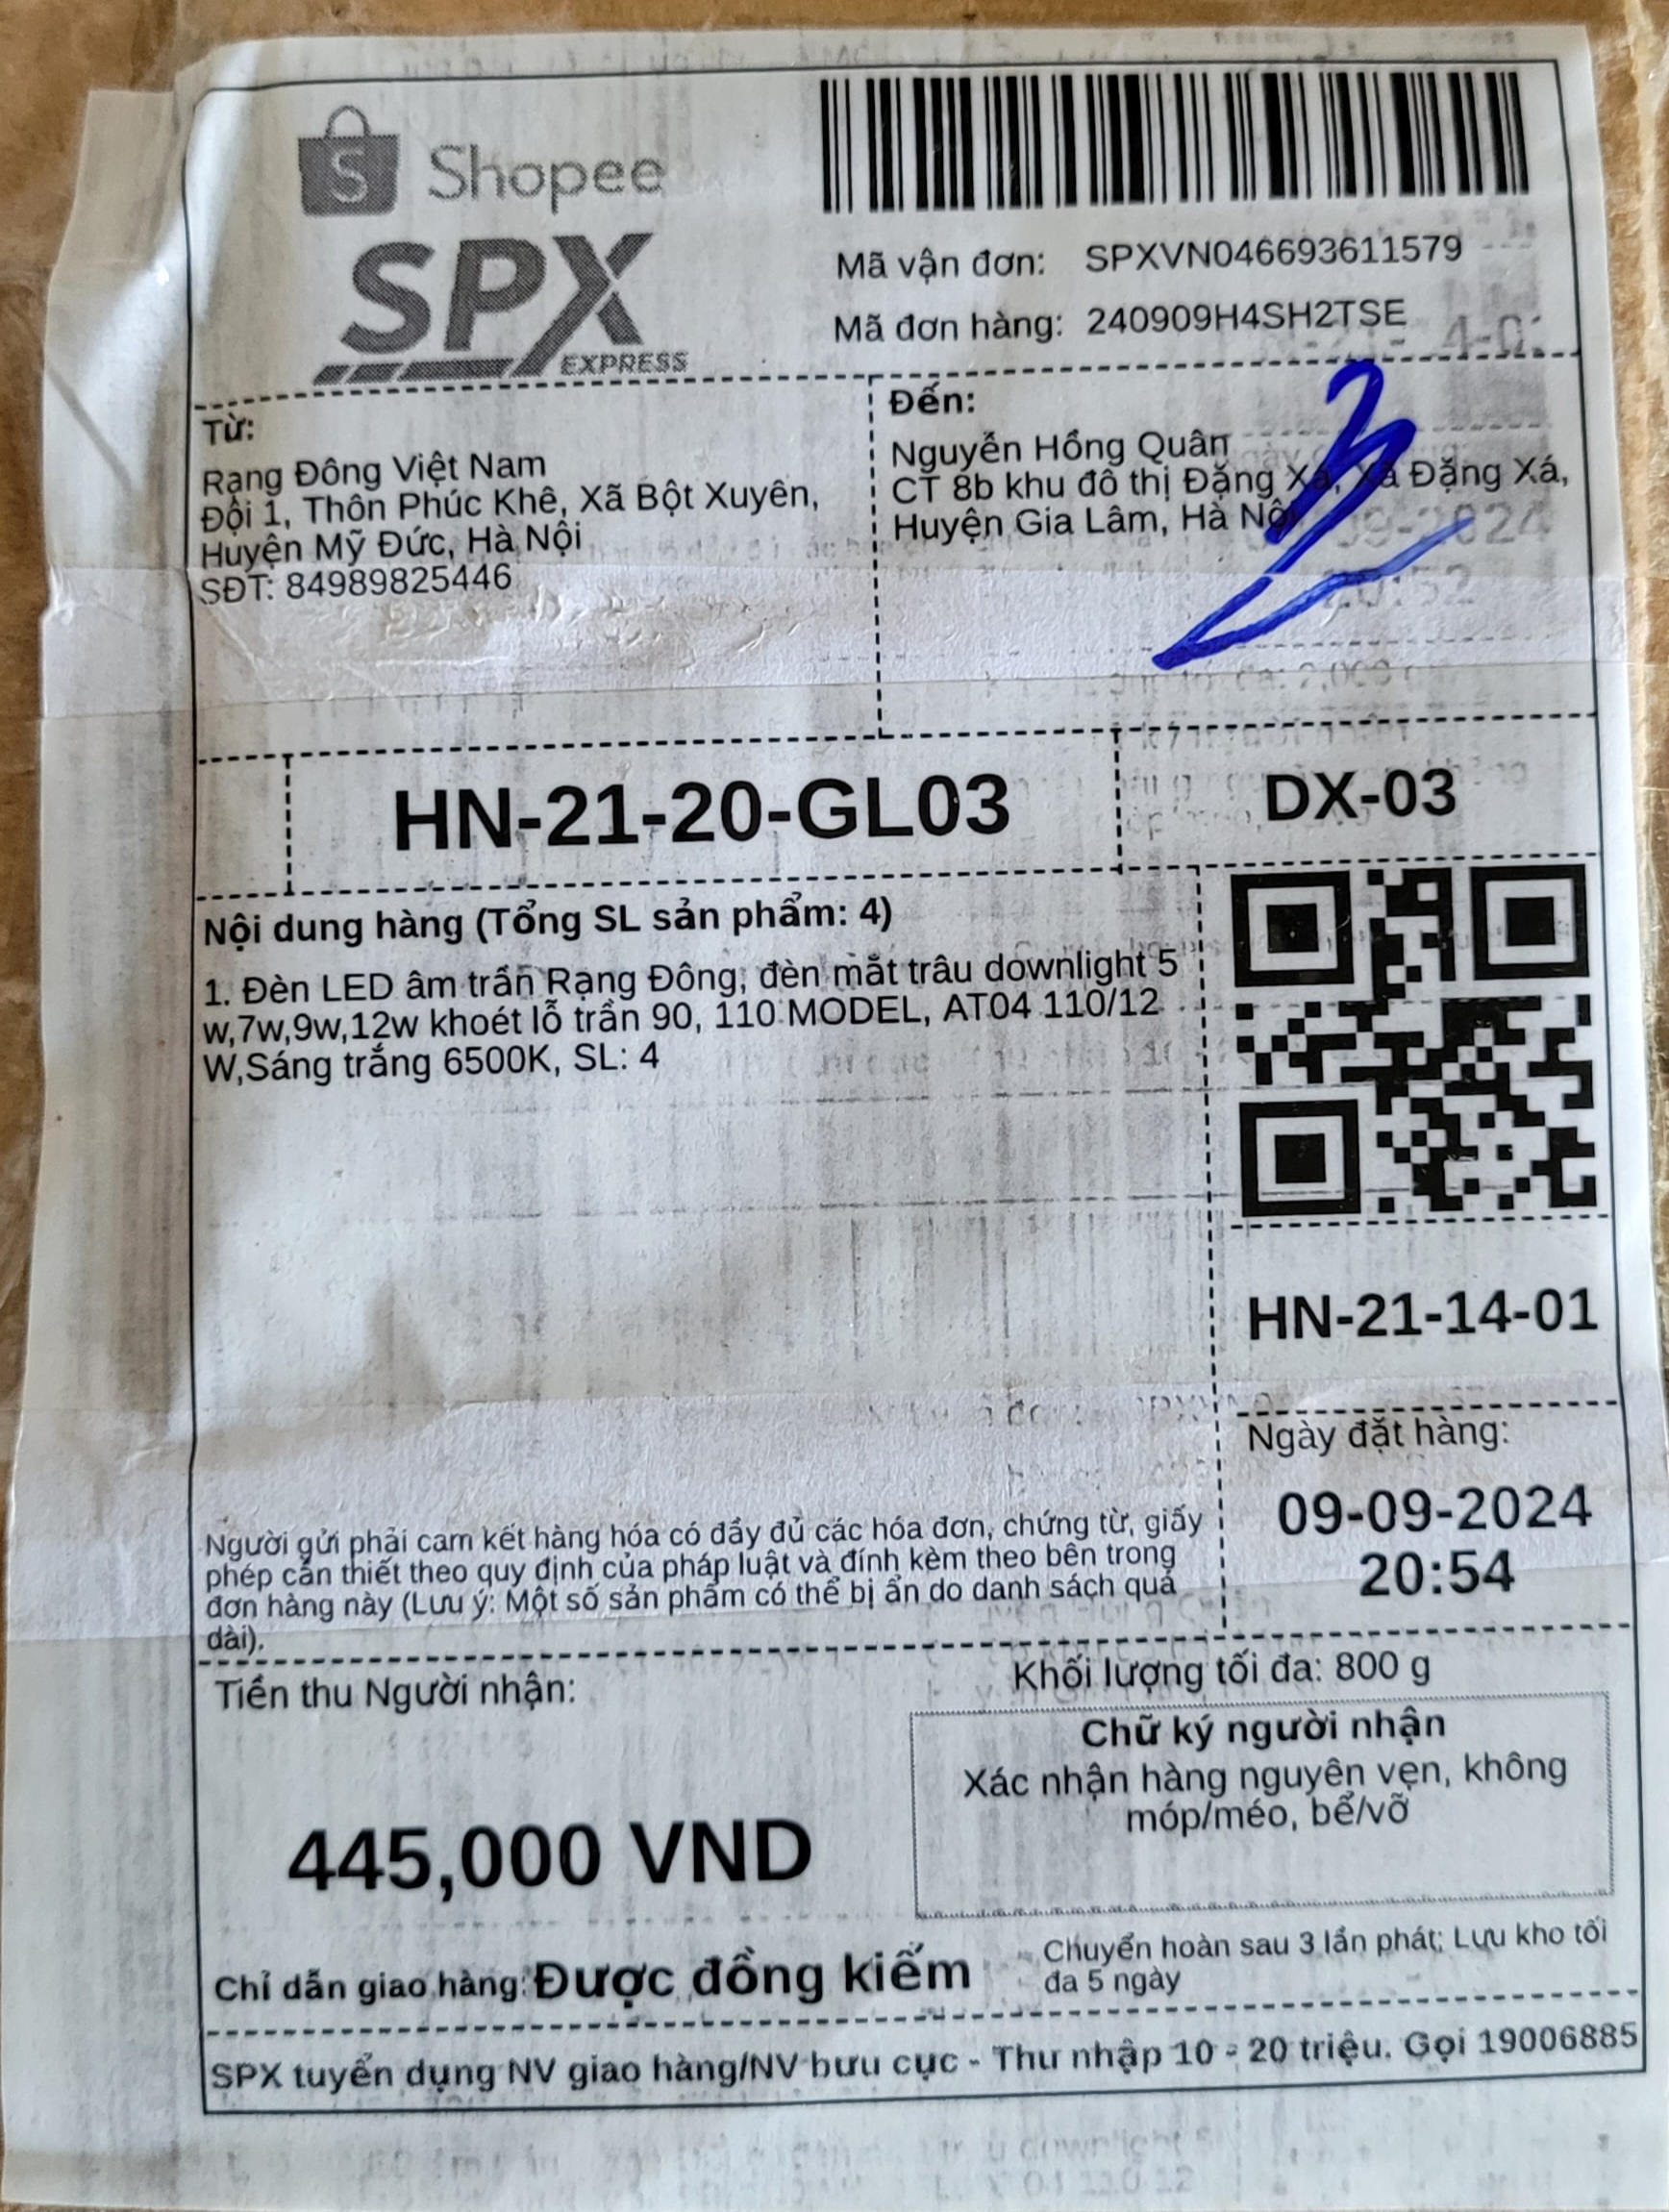 Shopee
SPX
EXPRESS
Mã vận đơn: SPXVN046693611579
Mã đơn hàng: 240909H4SH2TSE
Từ:
Rạng Đông Việt Nam
Đội 1, Thôn Phúc Khê, Xã Bột Xuyên,
Huyện Mỹ Đức, Hà Nội
SĐT: 84989825446
Đến:
Nguyễn Hồng Quân
CT 8b khu đô thị Đặng Xá, Xã Đặng Xá,
Huyện Gia Lâm, Hà Nội
HN-21-20-GL03
DX-03
Nội dung hàng (Tổng SL sản phẩm: 4)
1. Đèn LED âm trần Rạng Đông, đèn mắt trâu downlight 5
w,7w,9w,12w khoét lỗ trần 90, 110 MODEL, AT04 110/12
W,Sáng trắng 6500K, SL: 4
HN-21-14-01
Ngày đặt hàng:
09-09-2024
20:54
Người gửi phải cam kết hàng hóa có đầy đủ các hóa đơn, chứng từ, giấy
phép cần thiết theo quy định của pháp luật và đính kèm theo bên trong
đơn hàng này (Lưu ý: Một số sản phẩm có thể bị ẩn do danh sách quá
dài).
Tiền thu Người nhận:
445,000 VND
Khối lượng tối đa: 800 g
Chữ ký người nhận
Xác nhận hàng nguyên vẹn, không
móp/méo, bể/vỡ
Chỉ dẫn giao hàng: Được đồng kiểm
Chuyển hoàn sau 3 lần phát; Lưu kho tối
đa 5 ngày
SPX tuyển dụng NV giao hàng/NV bưu cục - Thu nhập 10 - 20 triệu. Gọi 19006885